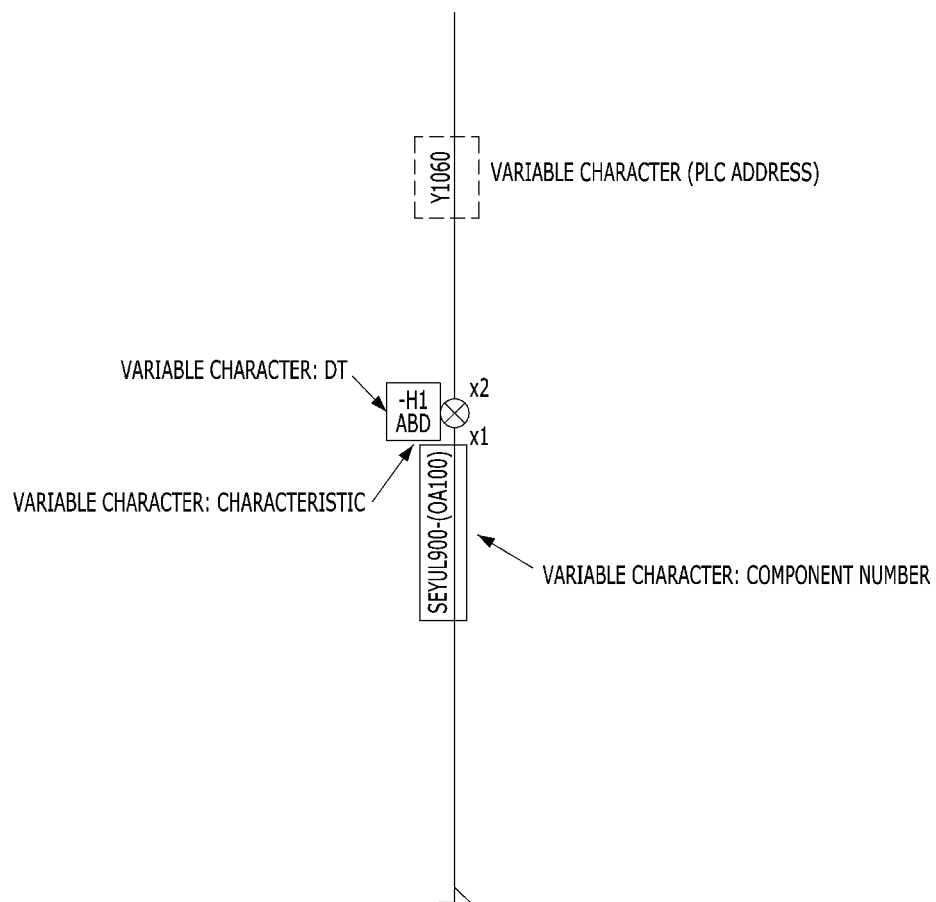 Y1060
VARIABLE CHARACTER (PLC ADDRESS)
VARIABLE CHARACTER: DT
-H1
ABD
x2
x1
VARIABLE CHARACTER: CHARACTERISTIC
SEYUL900-(OA100)
VARIABLE CHARACTER: COMPONENT NUMBER